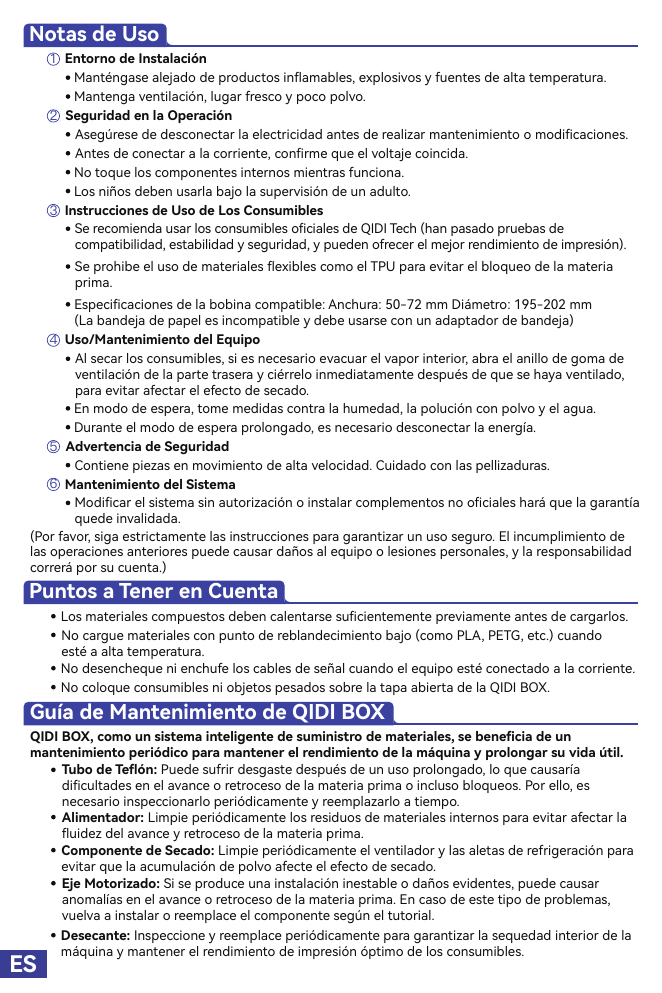 Notas de Uso
① Entorno de Instalación
• Manténgase alejado de productos inflamables, explosivos y fuentes de alta temperatura.
• Mantenga ventilación, lugar fresco y poco polvo.
② Seguridad en la Operación
• Asegúrese de desconectar la electricidad antes de realizar mantenimiento o modificaciones.
• Antes de conectar a la corriente, confirme que el voltaje coincida.
• No toque los componentes internos mientras funciona.
• Los niños deben usarla bajo la supervisión de un adulto.
③ Instrucciones de Uso de Los Consumibles
• Se recomienda usar los consumibles oficiales de QIDI Tech (han pasado pruebas de
compatibilidad, estabilidad y seguridad, y pueden ofrecer el mejor rendimiento de impresión).
• Se prohibe el uso de materiales flexibles como el TPU para evitar el bloqueo de la materia
prima.
• Especificaciones de la bobina compatible: Anchura: 50-72 mm Diámetro: 195-202 mm
(La bandeja de papel es incompatible y debe usarse con un adaptador de bandeja)
④ Uso/Mantenimiento del Equipo
• Al secar los consumibles, si es necesario evacuar el vapor interior, abra el anillo de goma de
ventilación de la parte trasera y ciérrelo inmediatamente después de que se haya ventilado,
para evitar afectar el efecto de secado.
• En modo de espera, tome medidas contra la humedad, la polución con polvo y el agua.
• Durante el modo de espera prolongado, es necesario desconectar la energía.
⑤ Advertencia de Seguridad
• Contiene piezas en movimiento de alta velocidad. Cuidado con las pellizaduras.
⑥ Mantenimiento del Sistema
• Modificar el sistema sin autorización o instalar complementos no oficiales hará que la garantía
quede invalidada.
(Por favor, siga estrictamente las instrucciones para garantizar un uso seguro. El incumplimiento de
las operaciones anteriores puede causar daños al equipo o lesiones personales, y la responsabilidad
correrá por su cuenta.)
Puntos a Tener en Cuenta
• Los materiales compuestos deben calentarse suficientemente previamente antes de cargarlos.
• No cargue materiales con punto de reblandecimiento bajo (como PLA, PETG, etc.) cuando
esté a alta temperatura.
• No desencheque ni enchufe los cables de señal cuando el equipo esté conectado a la corriente.
• No coloque consumibles ni objetos pesados sobre la tapa abierta de la QIDI BOX.
Guía de Mantenimiento de QIDI BOX
QIDI BOX, como un sistema inteligente de suministro de materiales, se beneficia de un
mantenimiento periódico para mantener el rendimiento de la máquina y prolongar su vida útil.
• Tubo de Teflón: Puede sufrir desgaste después de un uso prolongado, lo que causaría
dificultades en el avance o retroceso de la materia prima o incluso bloqueos. Por ello, es
necesario inspeccionarlo periódicamente y reemplazarlo a tiempo.
• Alimentador: Limpie periódicamente los residuos de materiales internos para evitar afectar la
fluidez del avance y retroceso de la materia prima.
• Componente de Secado: Limpie periódicamente el ventilador y las aletas de refrigeración para
evitar que la acumulación de polvo afecte el efecto de secado.
• Eje Motorizado: Si se produce una instalación inestable o daños evidentes, puede causar
anomalías en el avance o retroceso de la materia prima. En caso de este tipo de problemas,
vuelva a instalar o reemplace el componente según el tutorial.
• Desecante: Inspeccione y reemplace periódicamente para garantizar la sequedad interior de la
máquina y mantener el rendimiento de impresión óptimo de los consumibles.
ES